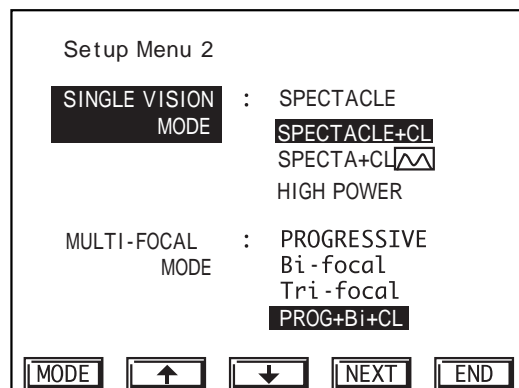 Setup Menu 2
SINGLE VISION : SPECTACLE
MODE SPECTACLE+CL
SPECTA+CL
HIGH POWER
MULTI-FOCAL : PROGRESSIVE
MODE Bi-focal
Tri-focal
PROG+Bi+CL
MODE ↑ ↓ NEXT END